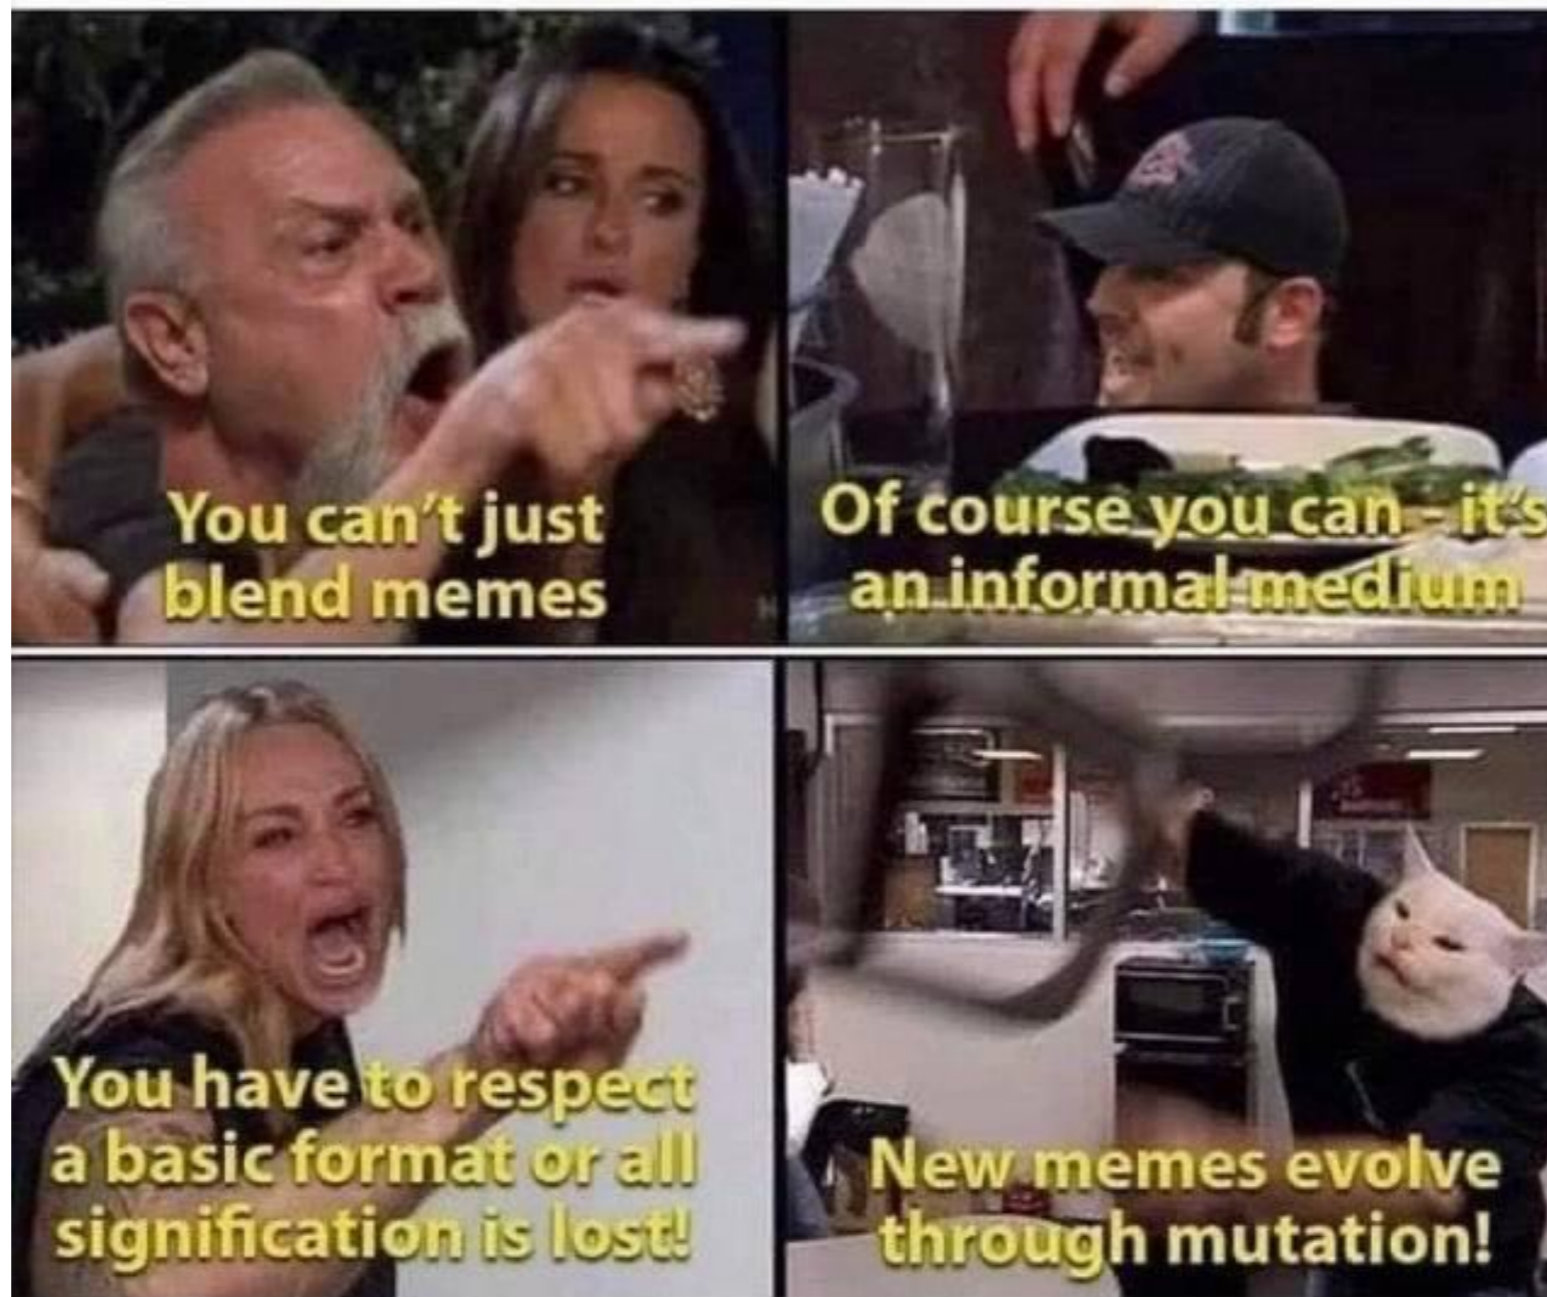 You can't just
blend memes
Of course you can - it's
an informal medium
You have to respect
a basic format or all
signification is lost!
New memes evolve
through mutation!